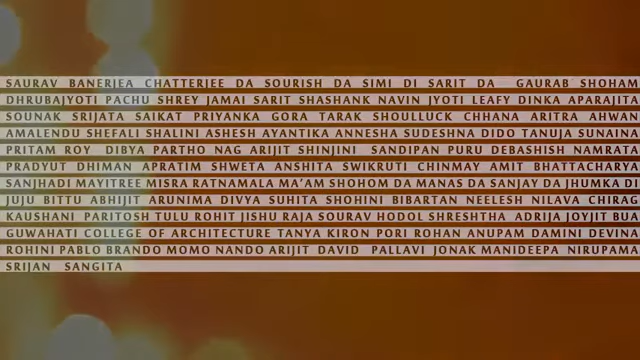 SAURAV BANERJEA CHATTERJEE DA SOURISH DA SIMI DI SARIT DA GAURAB SHOHAM
DHRUBAJYOTI PACHU SHREY JAMAI SARIT SHASHANK NAVIN JYOTI LEAFY DINKA APARAJITA
SOUNAK SRIJATA SAIKAT PRIYANKA GORA TARAK SHOULLUCK CHHANA ARITRA AHWAN
AMALENDU SHEFALI SHALINI ASHESH AYANTIKA ANNESHA SUDESHNA DIDO TANUJA SUNAINA
PRITAM ROY DIBYA PARTHO NAG ARIJIT SHINJINI SANDIPAN PURU DEBASHISH NAMRATA
PRADYUT DHIMAN APRATIM SHWETA ANSHITA SWIKRUTI CHINMAY AMIT BHATTACHARYA
SANJHADI MAYITREE MISRA RATNAMALA MA'AM SHOHOM DA MANAS DA SANJAY DA JHUMKA DI
JUJU BITTU ABHIJIT ARUNIMA DIVYA SUHITA SHOHINI BIBARTAN NEELESH NILAVA CHIRAG
KAUSHANI PARITOSH TULU ROHIT JISHU RAJA SOURAV HODOL SHRESHTHA ADRIJA JOYJIT BUA
GUWAHATI COLLEGE OF ARCHITECTURE TANYA KIRON PORI ROHAN ANUPAM DAMINI DEVINA
ROHINI PABLO BRANDO MOMO NANDO ARIJIT DAVID PALLAVI JONAK MANIDEEPA NIRUPAMA
SRIJAN SANGITA